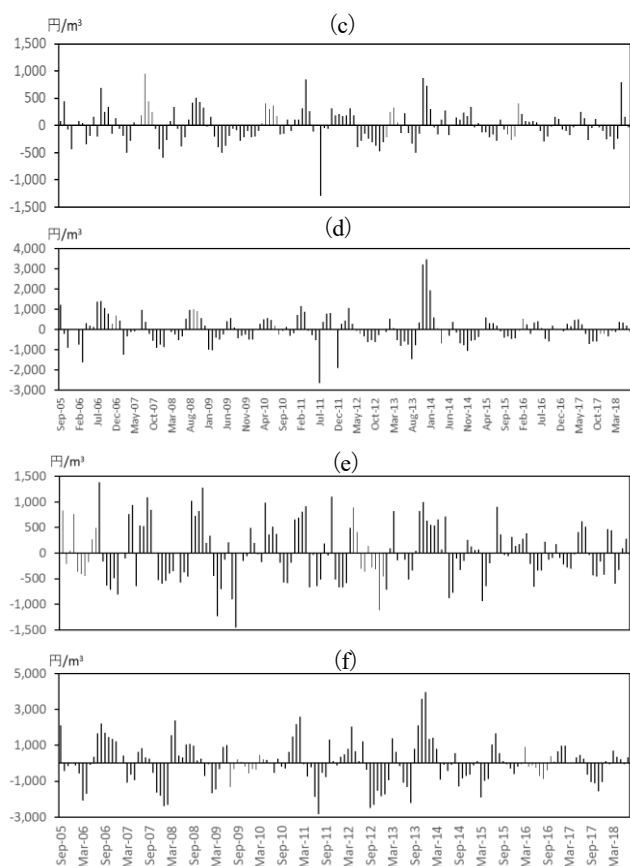 円/m³
(c)
1,500
1,000
500
0
-500
-1,000
-1,500
円/m³
(d)
4,000
3,000
2,000
1,000
0
-1,000
-2,000
-3,000
Sep-05 Feb-06 Jul-06 Dec-06 May-07 Oct-07 Mar-08 Aug-08 Jan-09 Jun-09 Nov-09 Apr-10 Sep-10 Feb-11 Jul-11 Dec-11 May-12 Oct-12 Mar-13 Aug-13 Jan-14 Jun-14 Nov-14 Apr-15 Sep-15 Feb-16 Jul-16 Dec-16 May-17 Oct-17 Mar-18
(e)
円/m³
1,500
1,000
500
0
-500
-1,000
-1,500
円/m³
(f)
5,000
3,000
1,000
-1,000
-3,000
Sep-05 Mar-06 Sep-06 Mar-07 Sep-07 Mar-08 Sep-08 Mar-09 Sep-09 Mar-10 Sep-10 Mar-11 Sep-11 Mar-12 Sep-12 Mar-13 Sep-13 Mar-14 Sep-14 Mar-15 Sep-15 Mar-16 Sep-16 Mar-17 Sep-17 Mar-18